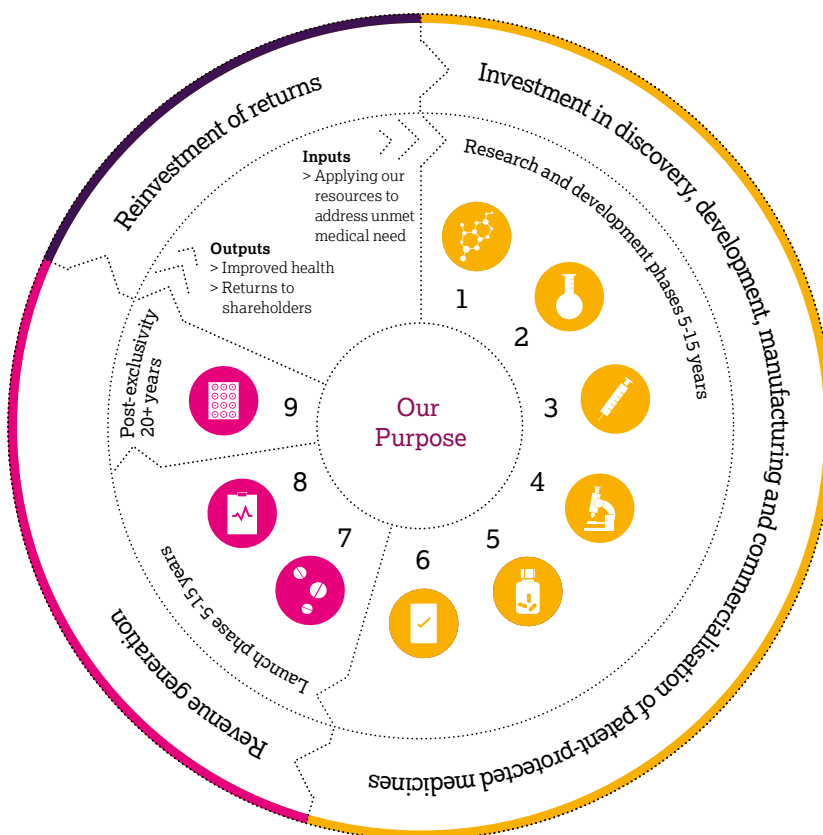 Reinvestment of returns
Investment in discovery, development, manufacturing and commercialisation of patent-protected medicines
Research and development phases 5-15 years
Inputs
> Applying our
resources to
address unmet
medical need
Outputs
> Improved health
> Returns to
shareholders
1
2
3
4
5
6
7
8
9
Our
Purpose
Post-exclusivity
20+ years
Launch phase 5-15 years
Revenue generation